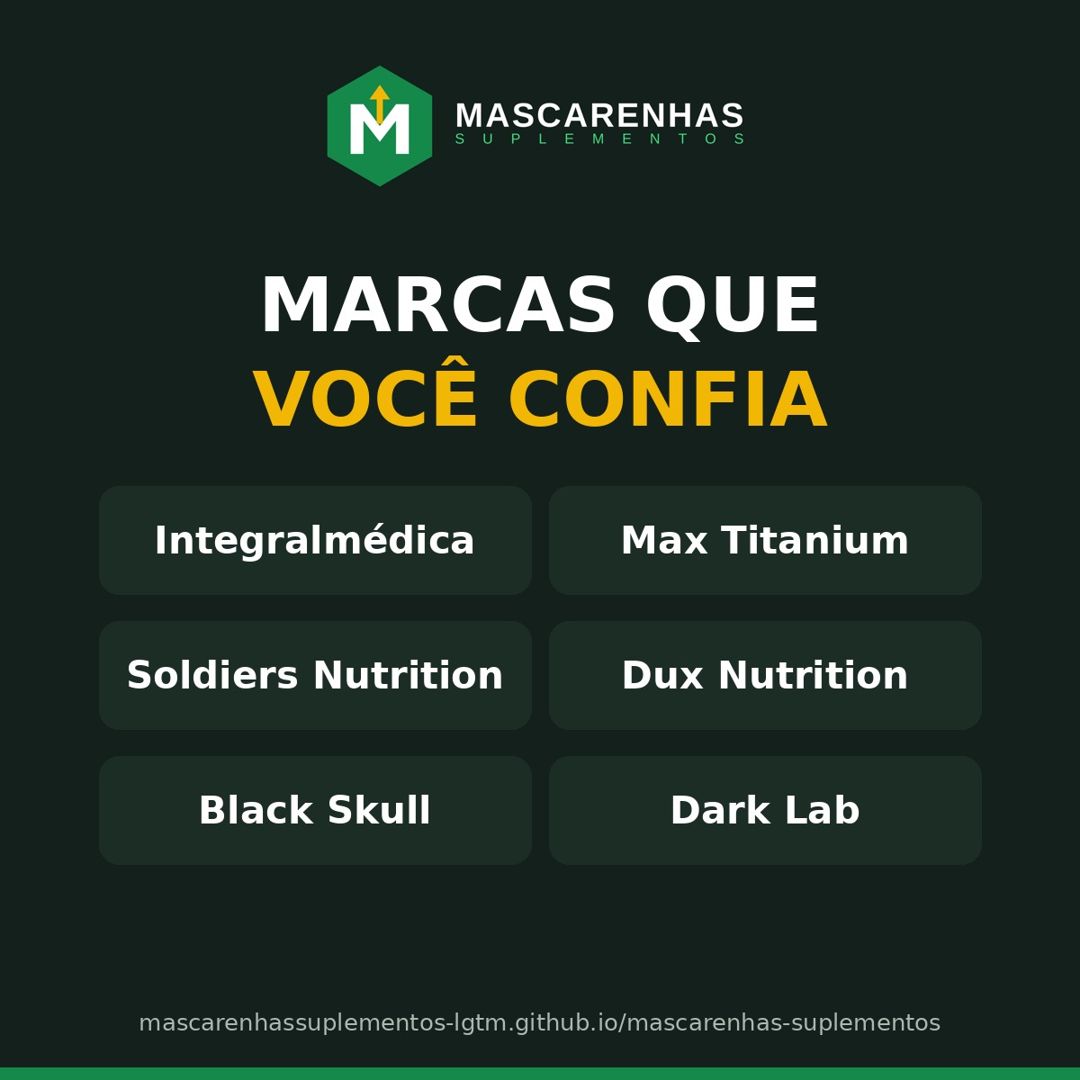 M
MASCARENHAS
SUPLEMENTOS
MARCAS QUE
VOCÊ CONFIA
Integralmédica
Max Titanium
Soldiers Nutrition
Dux Nutrition
Black Skull
Dark Lab
mascarenhassuplementos-lgtm.github.io/mascarenhas-suplementos